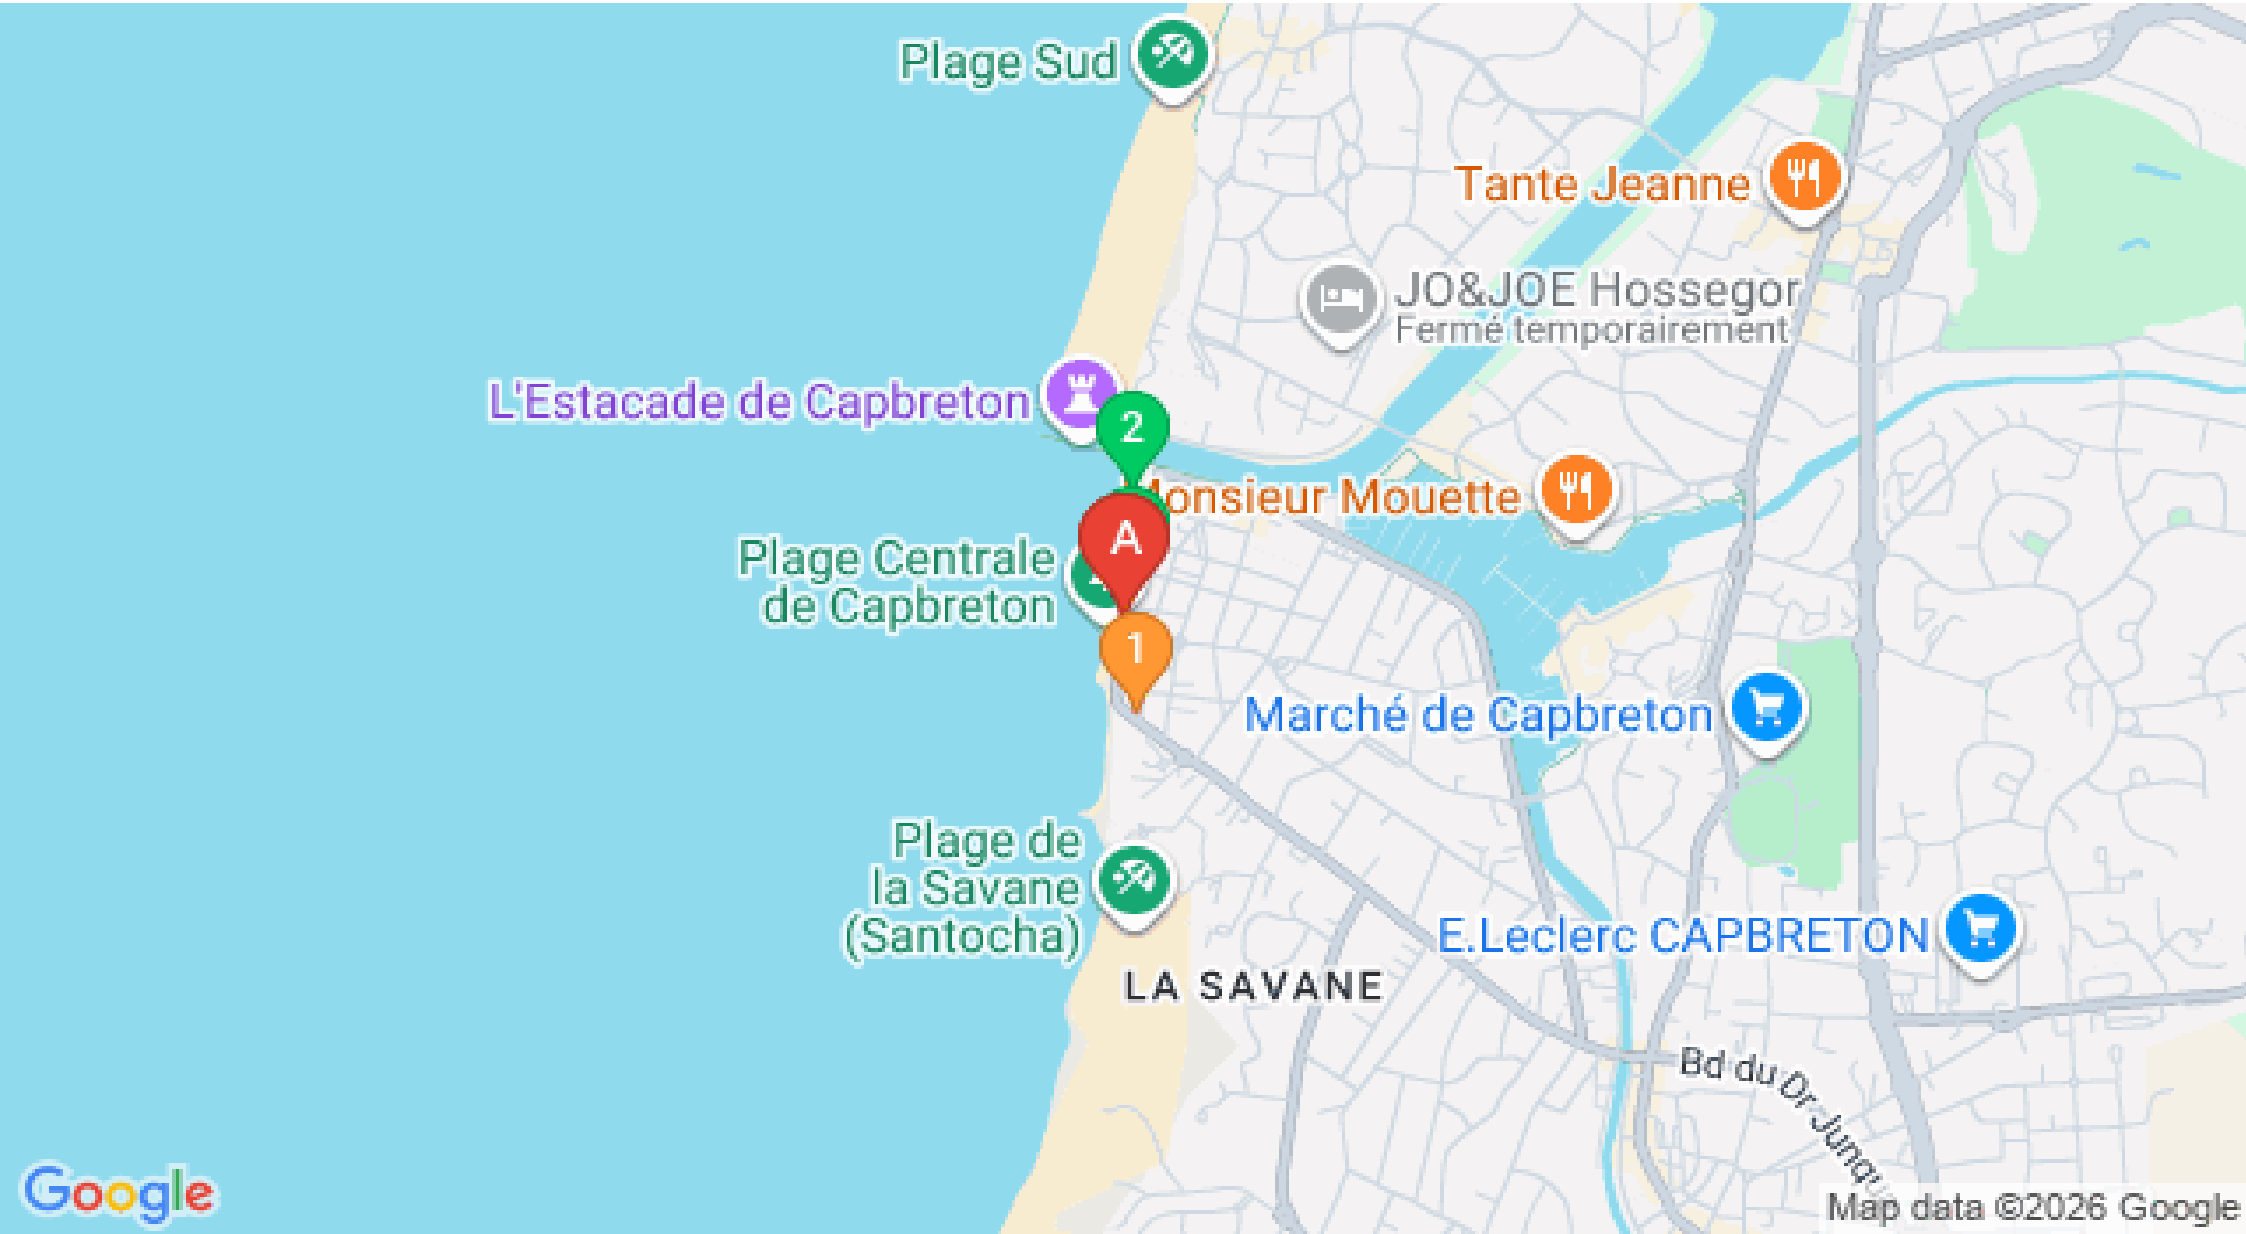 Plage Sud
Tante Jeanne
JO&JOE Hossegor
Fermé temporairement
L'Estacade de Capbreton
2
Monsieur Mouette
A
Plage Centrale
de Capbreton
1
Marché de Capbreton
Plage de
la Savane
(Santocha)
E.Leclerc CAPBRETON
LA SAVANE
Bd du Dr Junqu
Google
Map data ©2026 Google